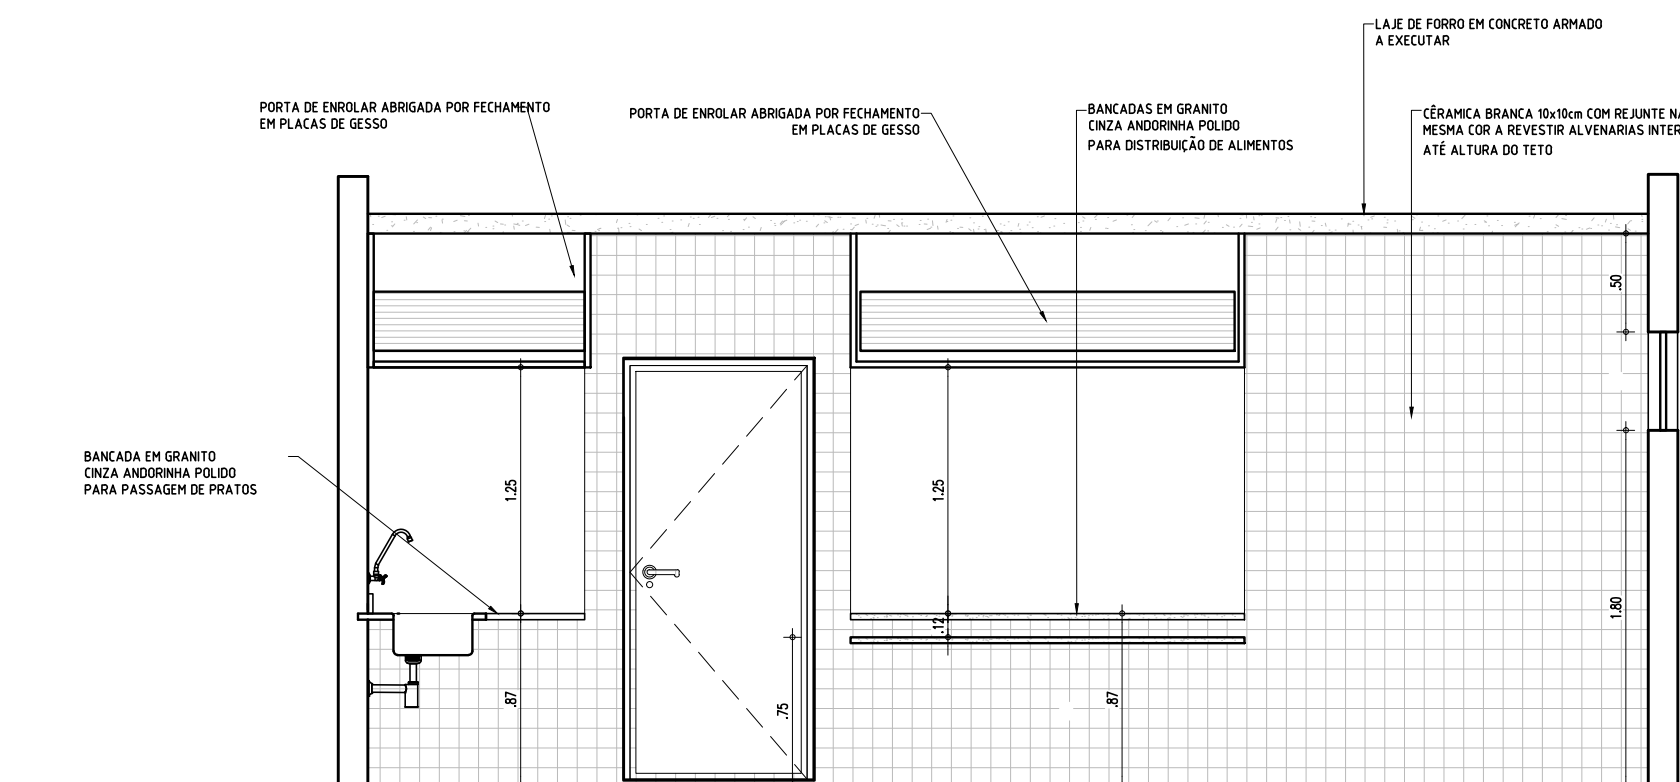 LAJE DE FORRO EM CONCRETO ARMADO
A EXECUTAR
PORTA DE ENROLAR ABRIGADA POR FECHAMENTO
EM PLACAS DE GESSO
PORTA DE ENROLAR ABRIGADA POR FECHAMENTO
EM PLACAS DE GESSO
BANCADAS EM GRANITO
CINZA ANDORINHA POLIDO
PARA DISTRIBUIÇÃO DE ALIMENTOS
CÊRAMICA BRANCA 10x10cm COM REJUNTE NA
MESMA COR A REVESTIR ALVENARIAS INTER
ATÉ ALTURA DO TETO
.50
BANCADA EM GRANITO
CINZA ANDORINHA POLIDO
PARA PASSAGEM DE PRATOS
1.25
1.25
1.80
.12
.87
.75
.87